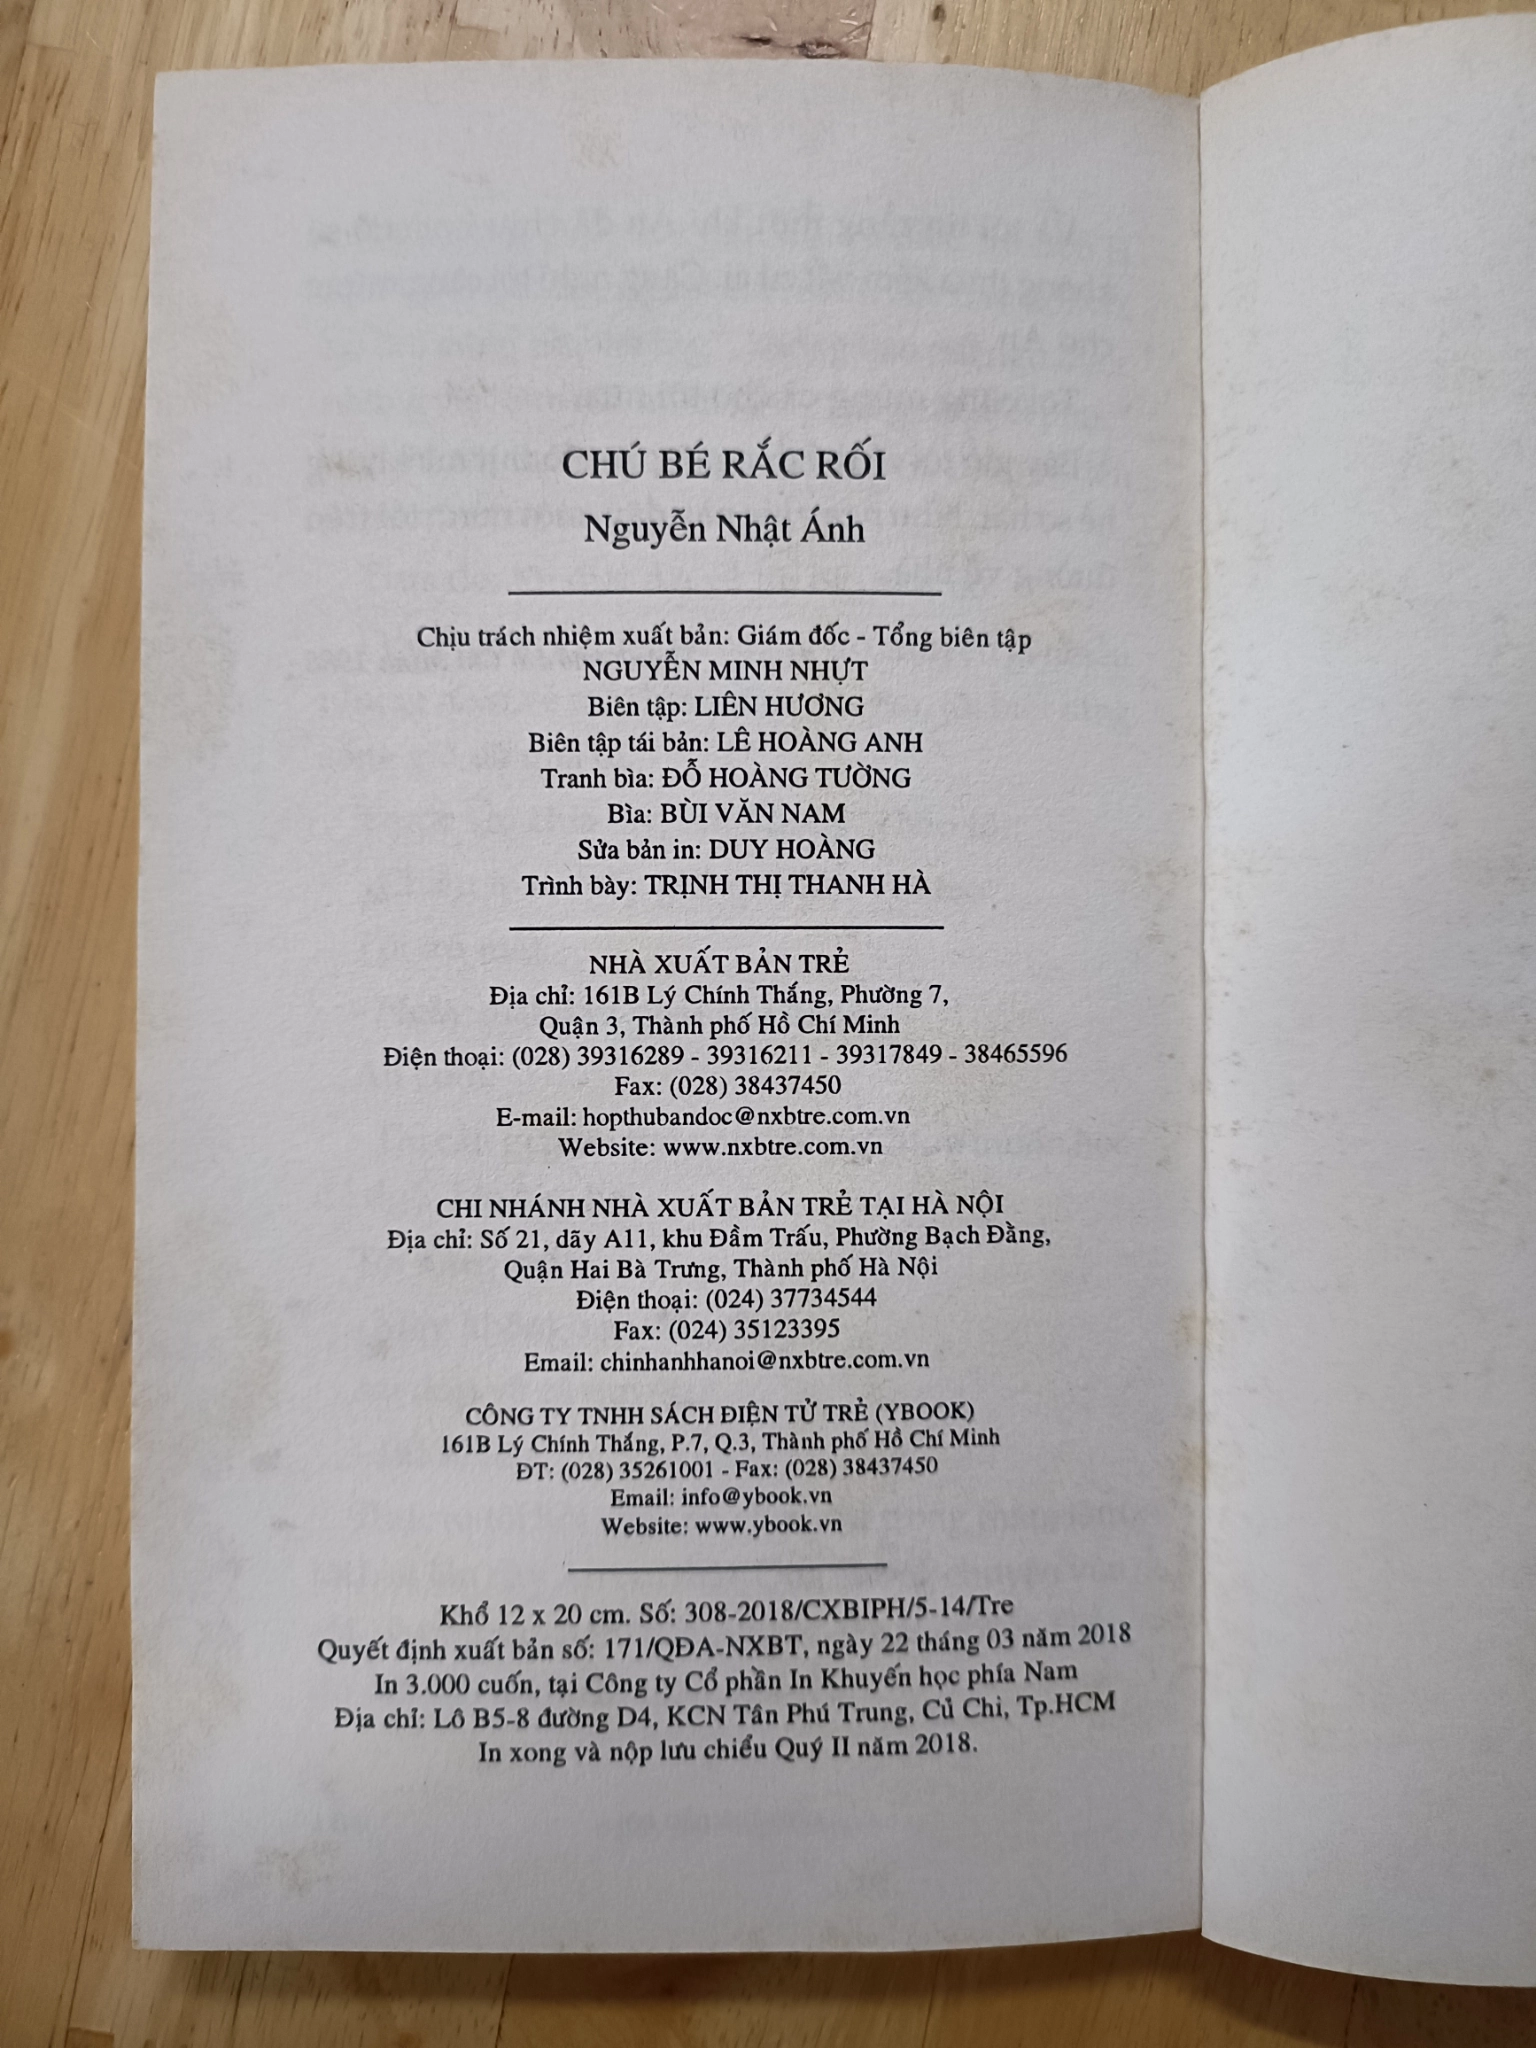 CHÚ BÉ RẮC RỐI
Nguyễn Nhật Ánh
Chịu trách nhiệm xuất bản: Giám đốc - Tổng biên tập
NGUYỄN MINH NHỰT
Biên tập: LIÊN HƯƠNG
Biên tập tái bản: LÊ HOÀNG ANH
Tranh bìa: ĐỖ HOÀNG TƯỜNG
Bìa: BÙI VĂN NAM
Sửa bản in: DUY HOÀNG
Trình bày: TRỊNH THỊ THANH HÀ
NHÀ XUẤT BẢN TRẺ
Địa chỉ: 161B Lý Chính Thắng, Phường 7,
Quận 3, Thành phố Hồ Chí Minh
Điện thoại: (028) 39316289 - 39316211 - 39317849 - 38465596
Fax: (028) 38437450
E-mail: hopthubandoc@nxbtre.com.vn
Website: www.nxbtre.com.vn
CHI NHÁNH NHÀ XUẤT BẢN TRẺ TẠI HÀ NỘI
Địa chỉ: Số 21, dãy A11, khu Đầm Trấu, Phường Bạch Đằng,
Quận Hai Bà Trưng, Thành phố Hà Nội
Điện thoại: (024) 37734544
Fax: (024) 35123395
Email: chinhanhhanoi@nxbtre.com.vn
CÔNG TY TNHH SÁCH ĐIỆN TỬ TRẺ (YBOOK)
161B Lý Chính Thắng, P.7, Q.3, Thành phố Hồ Chí Minh
ĐT: (028) 35261001 - Fax: (028) 38437450
Email: info@ybook.vn
Website: www.ybook.vn
Khổ 12 x 20 cm. Số: 308-2018/CXBIPH/5-14/Tre
Quyết định xuất bản số: 171/QĐA-NXBT, ngày 22 tháng 03 năm 2018
In 3.000 cuốn, tại Công ty Cổ phần In Khuyến học phía Nam
Địa chỉ: Lô B5-8 đường D4, KCN Tân Phú Trung, Củ Chi, Tp.HCM
In xong và nộp lưu chiểu Quý II năm 2018.